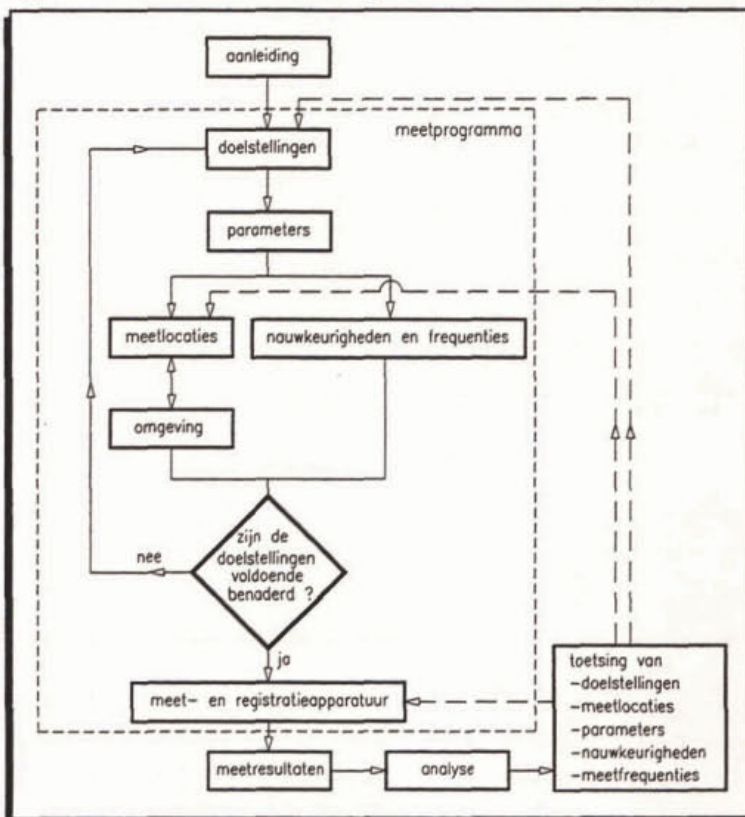 aanleiding
meetprogramma
doelstellingen
parameters
meetlocaties
nauwkeurigheden en frequenties
omgeving
zijn de
doelstellingen
voldoende
benaderd ?
nee
ja
meet- en registratieapparatuur
toetsing van
-doelstellingen
-meetlocaties
-parameters
-nauwkeurigheden
-meetfrequenties
meetresultaten
analyse